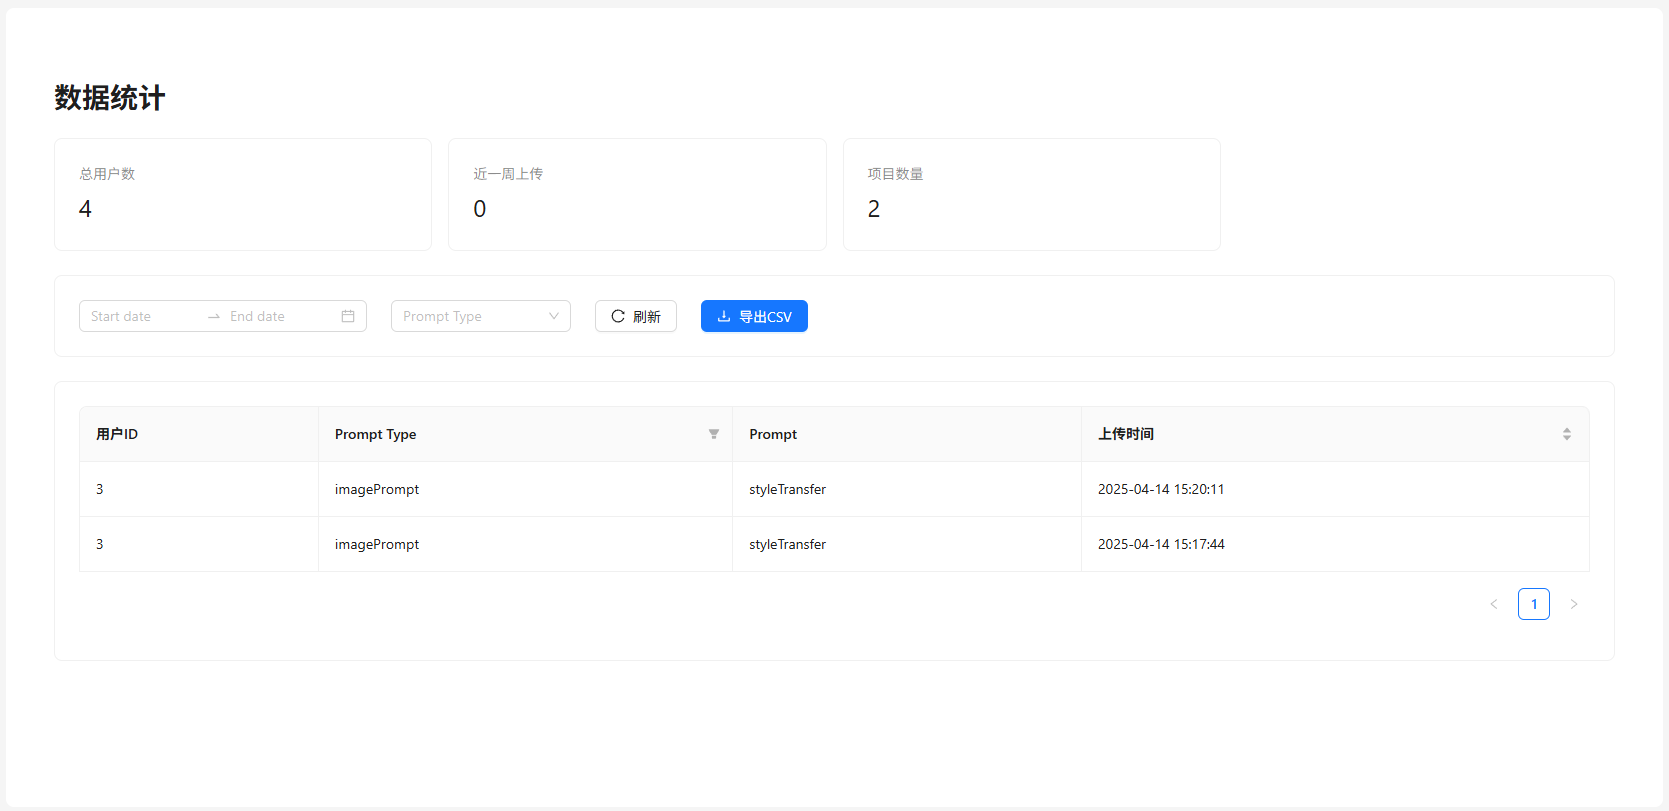 数据统计
总用户数 近一周上传 项目数量
4 0 2
Start date End date Prompt Type 刷新 导出CSV
用户ID Prompt Type Prompt 上传时间
3 imagePrompt styleTransfer 2025-04-14 15:20:11
3 imagePrompt styleTransfer 2025-04-14 15:17:44
1